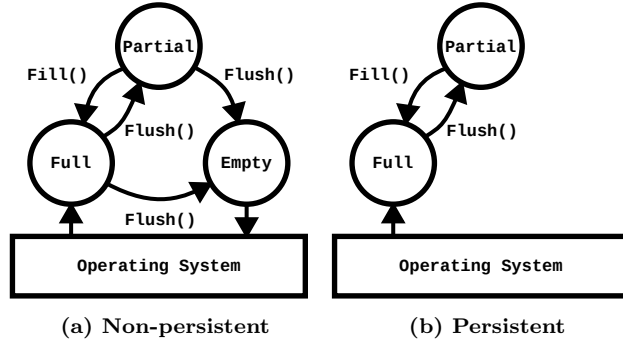 Partial
Fill()
Flush()
Flush()
Full
Empty
Flush()
Operating System
(a) Non-persistent
Partial
Fill()
Flush()
Full
Operating System
(b) Persistent